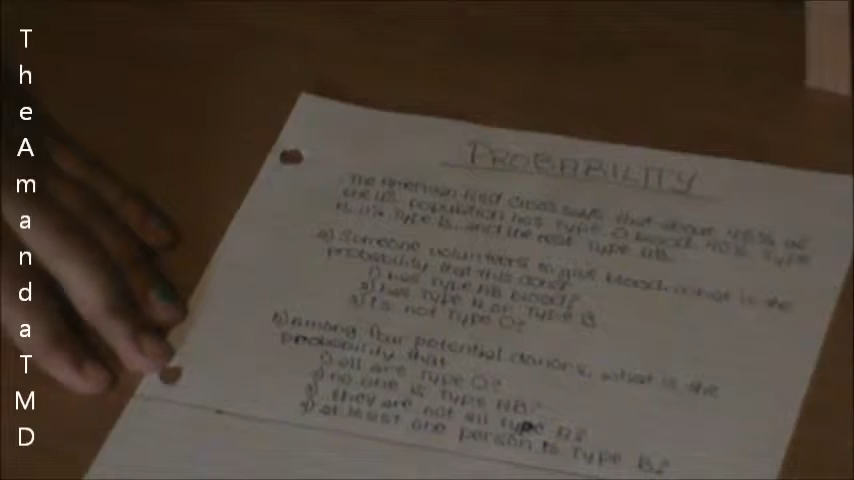 TheAmandaTMD
PROBABILITY
The American Red Cross says that about 45% of
the US population has Type O blood, 40% Type
A, 11% Type B, and the rest Type AB.
a) Someone volunteers to give blood. what is the
probability that this donor
1) has Type AB blood?
2) has Type A or Type B
3) is not Type O?
b) Among four potential donors, what is the
probability that
1) all are Type O?
2) no one is Type AB?
3) they are not all Type A?
4) at least one person is Type B?